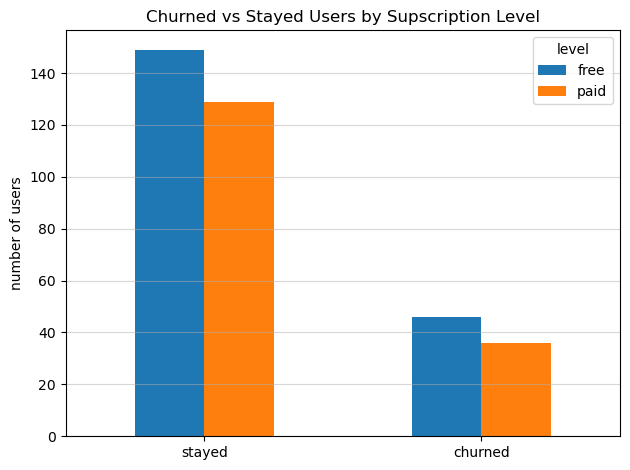 Churned vs Stayed Users by Supscription Level
level
free
paid
number of users
140
120
100
80
60
40
20
0
stayed
churned